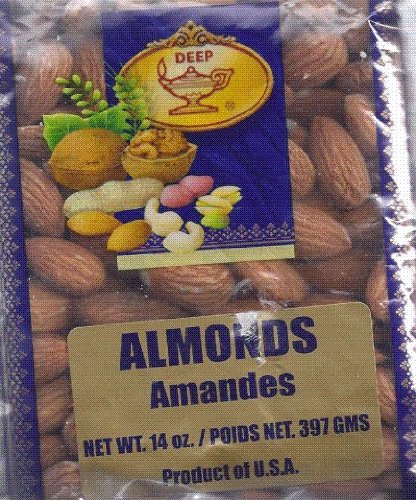 DEEP
®
ALMONDS
Amandes
NET WT. 14 oz. / POIDS NET. 397 GMS
Product of U.S.A.